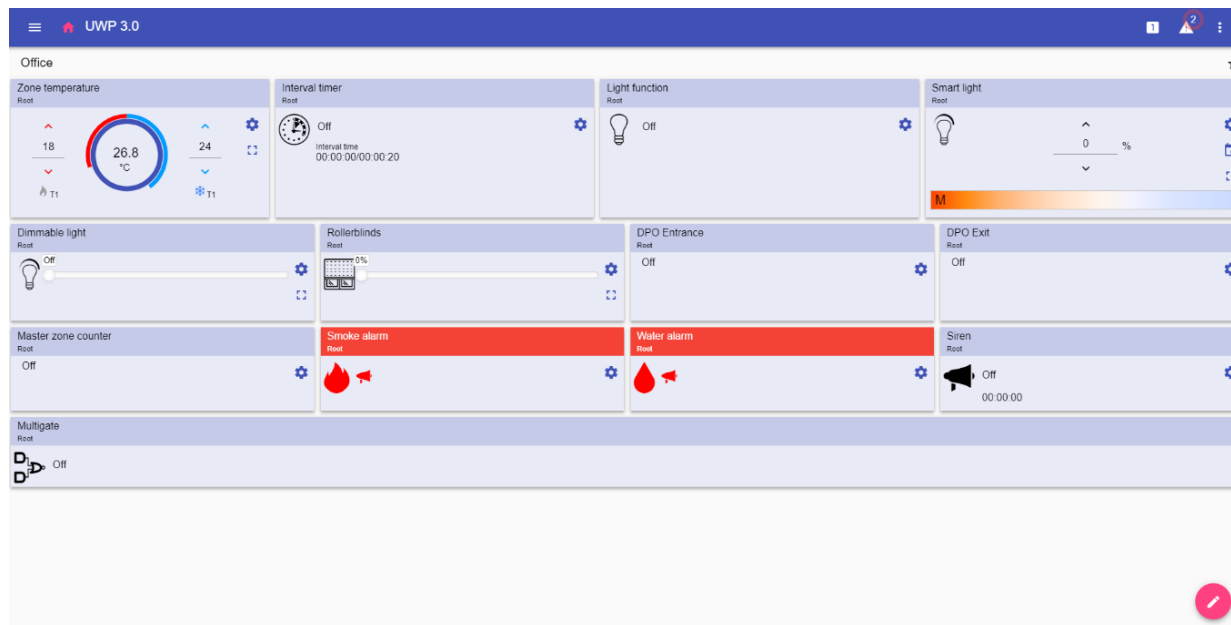 UWP 3.0
1
2
Office
Zone temperature
Root
18
26.8
°C
24
T1
T1
Interval timer
Root
Off
Interval time
00:00:00/00:00:20
Light function
Root
Off
Smart light
Root
0
%
M
Dimmable light
Root
Off
Rollerblinds
Root
0%
DPO Entrance
Root
Off
DPO Exit
Root
Off
Master zone counter
Root
Off
Smoke alarm
Root
Water alarm
Root
Siren
Root
Off
00:00:00
Multigate
Root
Off